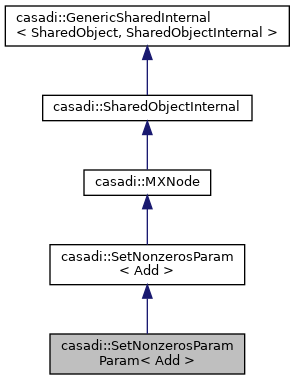 casadi::GenericSharedInternal
< SharedObject, SharedObjectInternal >
casadi::SharedObjectInternal
casadi::MXNode
casadi::SetNonzerosParam
< Add >
casadi::SetNonzerosParam
Param< Add >